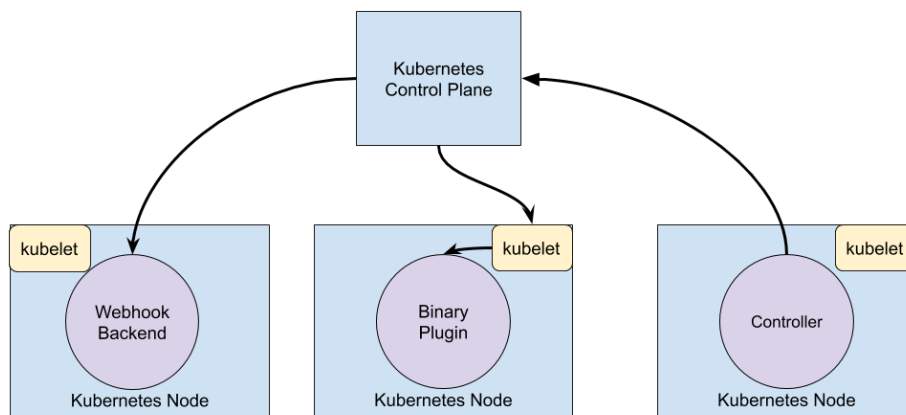 Kubernetes
Control Plane
kubelet
Webhook
Backend
Kubernetes Node
kubelet
Binary
Plugin
Kubernetes Node
kubelet
Controller
Kubernetes Node